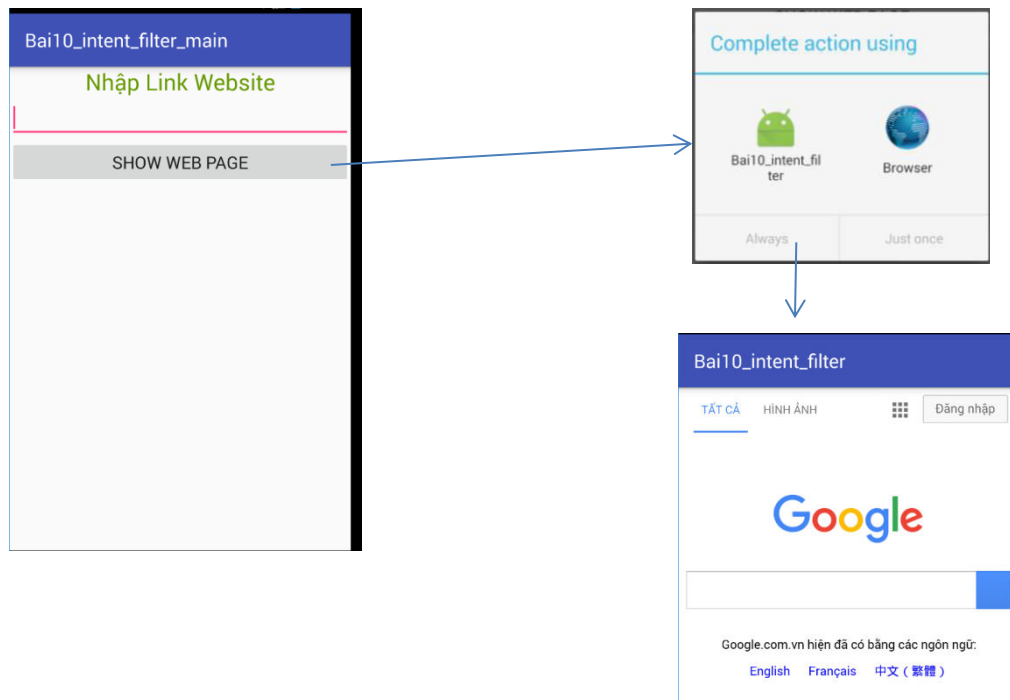 Bai10_intent_filter_main
Nhập Link Website
SHOW WEB PAGE
Complete action using
Bai10_intent_fil
ter
Browser
Always
Just once
Bai10_intent_filter
TẤT CẢ
HÌNH ẢNH
Đăng nhập
Google
Google.com.vn hiện đã có bằng các ngôn ngữ:
English Français 中文 ( 繁體 )